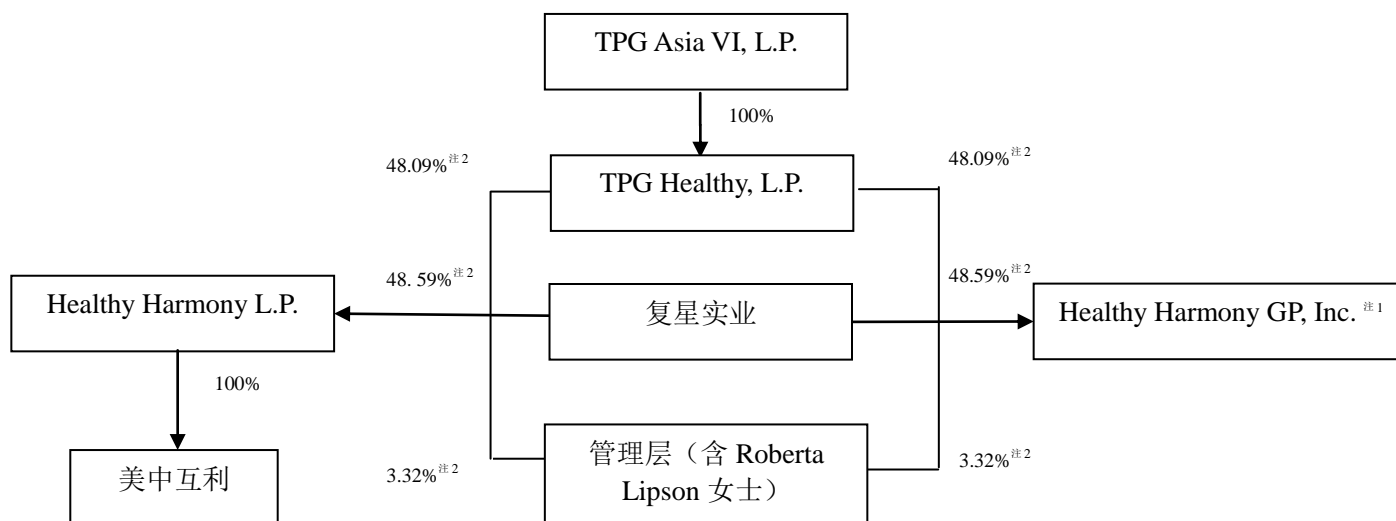 TPG Asia VI, L.P.
100%
48.09%注 2
TPG Healthy, L.P.
48.09%注 2
48. 59%注 2
48.59%注 2
Healthy Harmony L.P.
复星实业
Healthy Harmony GP, Inc. 注 1
100%
美中互利
3.32%注 2
管理层（含 Roberta
Lipson 女士）
3.32%注 2